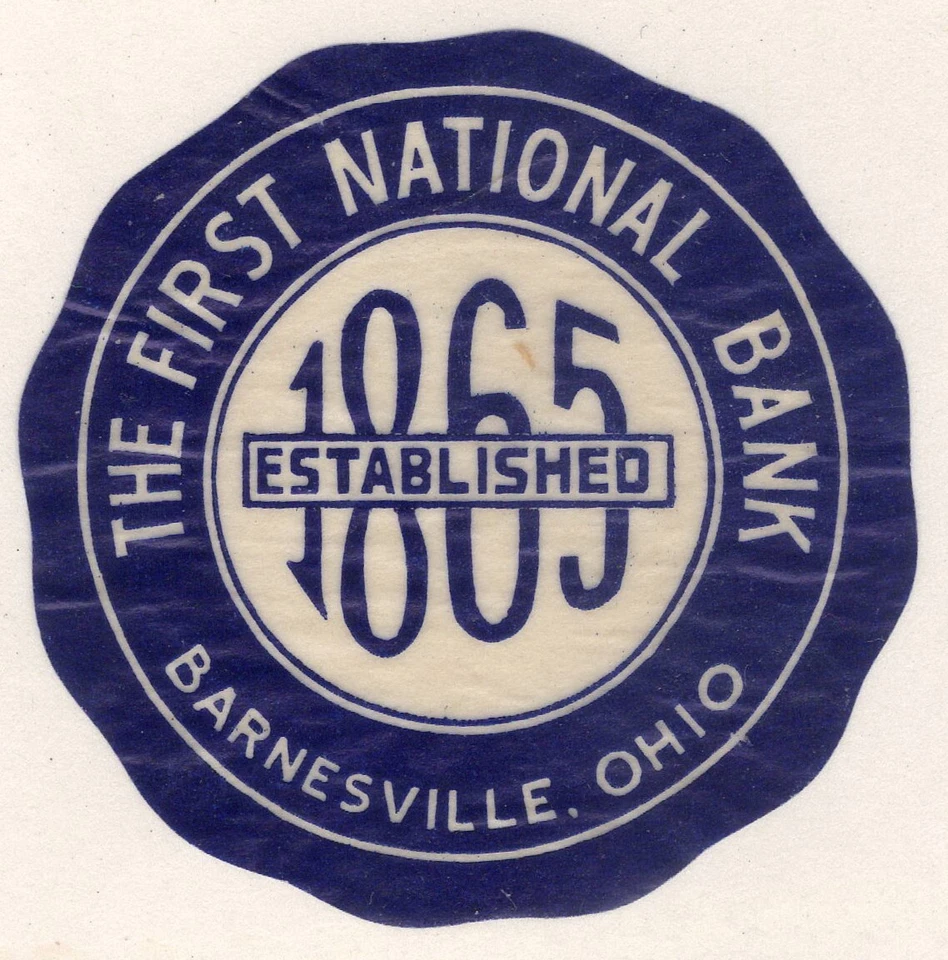 THE FIRST NATIONAL BANK
1865
ESTABLISHED
BARNESVILLE, OHIO